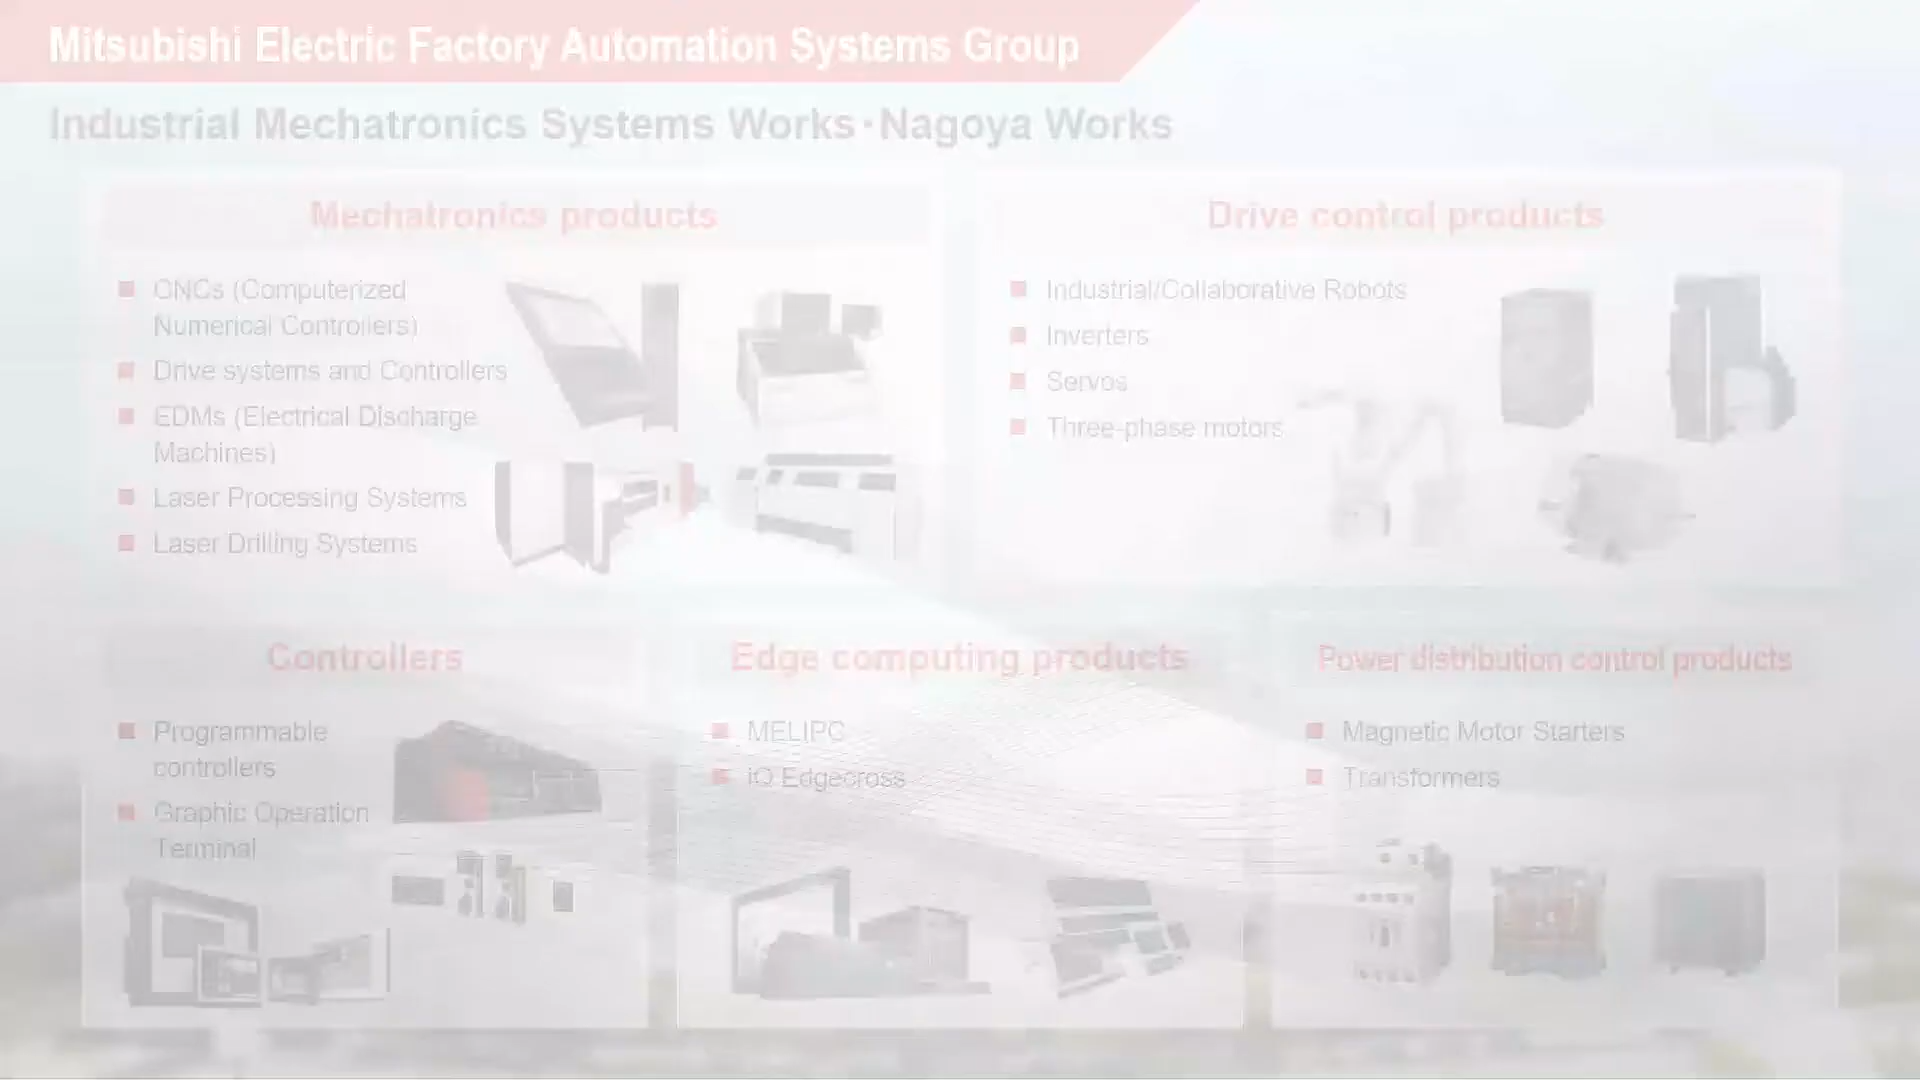 Mitsubishi Electric Factory Automation Systems Group
Industrial Mechatronics Systems Works・Nagoya Works
Mechatronics products
CNCs (Computerized
Numerical Controllers)
Drive systems and Controllers
EDMs (Electrical Discharge
Machines)
Laser Processing Systems
Laser Drilling Systems
Drive control products
Industrial/Collaborative Robots
Inverters
Servos
Three-phase motors
Controllers
Programmable
controllers
Graphic Operation
Terminal
Edge computing products
MELIPC
iQ Edgecross
Power distribution control products
Magnetic Motor Starters
Transformers